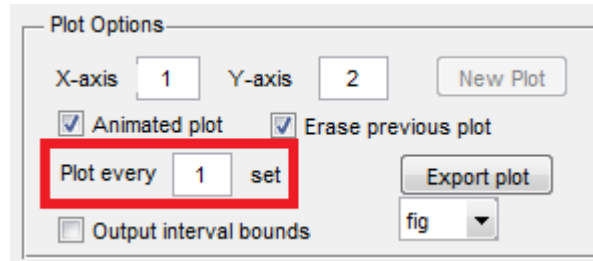 Plot Options
X-axis 1 Y-axis 2 New Plot
Animated plot Erase previous plot
Plot every 1 set Export plot
Output interval bounds fig